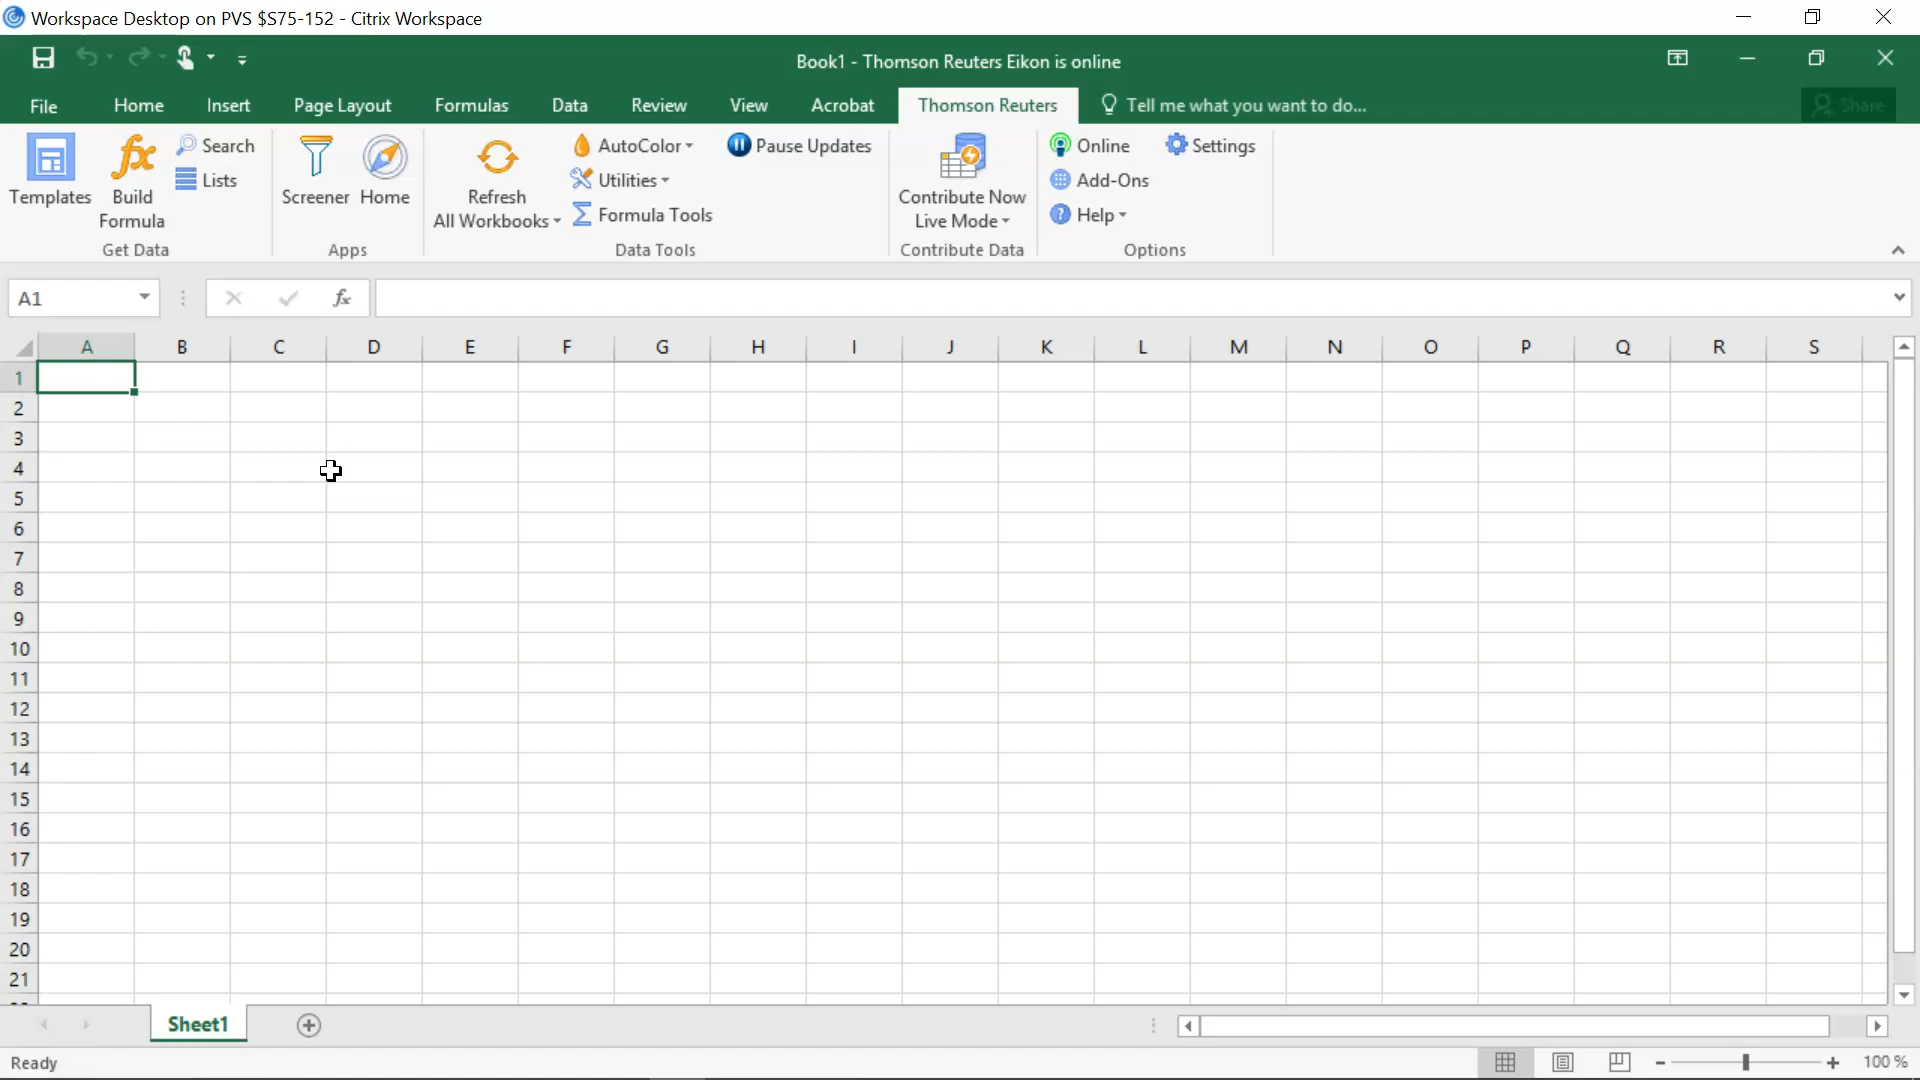 Workspace Desktop on PVS $S75-152 - Citrix Workspace
Book1 - Thomson Reuters Eikon is online
File Home Insert Page Layout Formulas Data Review View Acrobat Thomson Reuters Tell me what you want to do... Share
Templates
Build
Formula
Search
Lists
Get Data
Screener
Home
Apps
Refresh
All Workbooks
AutoColor
Utilities
Formula Tools
Pause Updates
Data Tools
Contribute Now
Live Mode
Contribute Data
Online
Add-Ons
Help
Settings
Options
A1
fx
A B C D E F G H I J K L M N O P Q R S
1
2
3
4
5
6
7
8
9
10
11
12
13
14
15
16
17
18
19
20
21
Sheet1
Ready
100 %